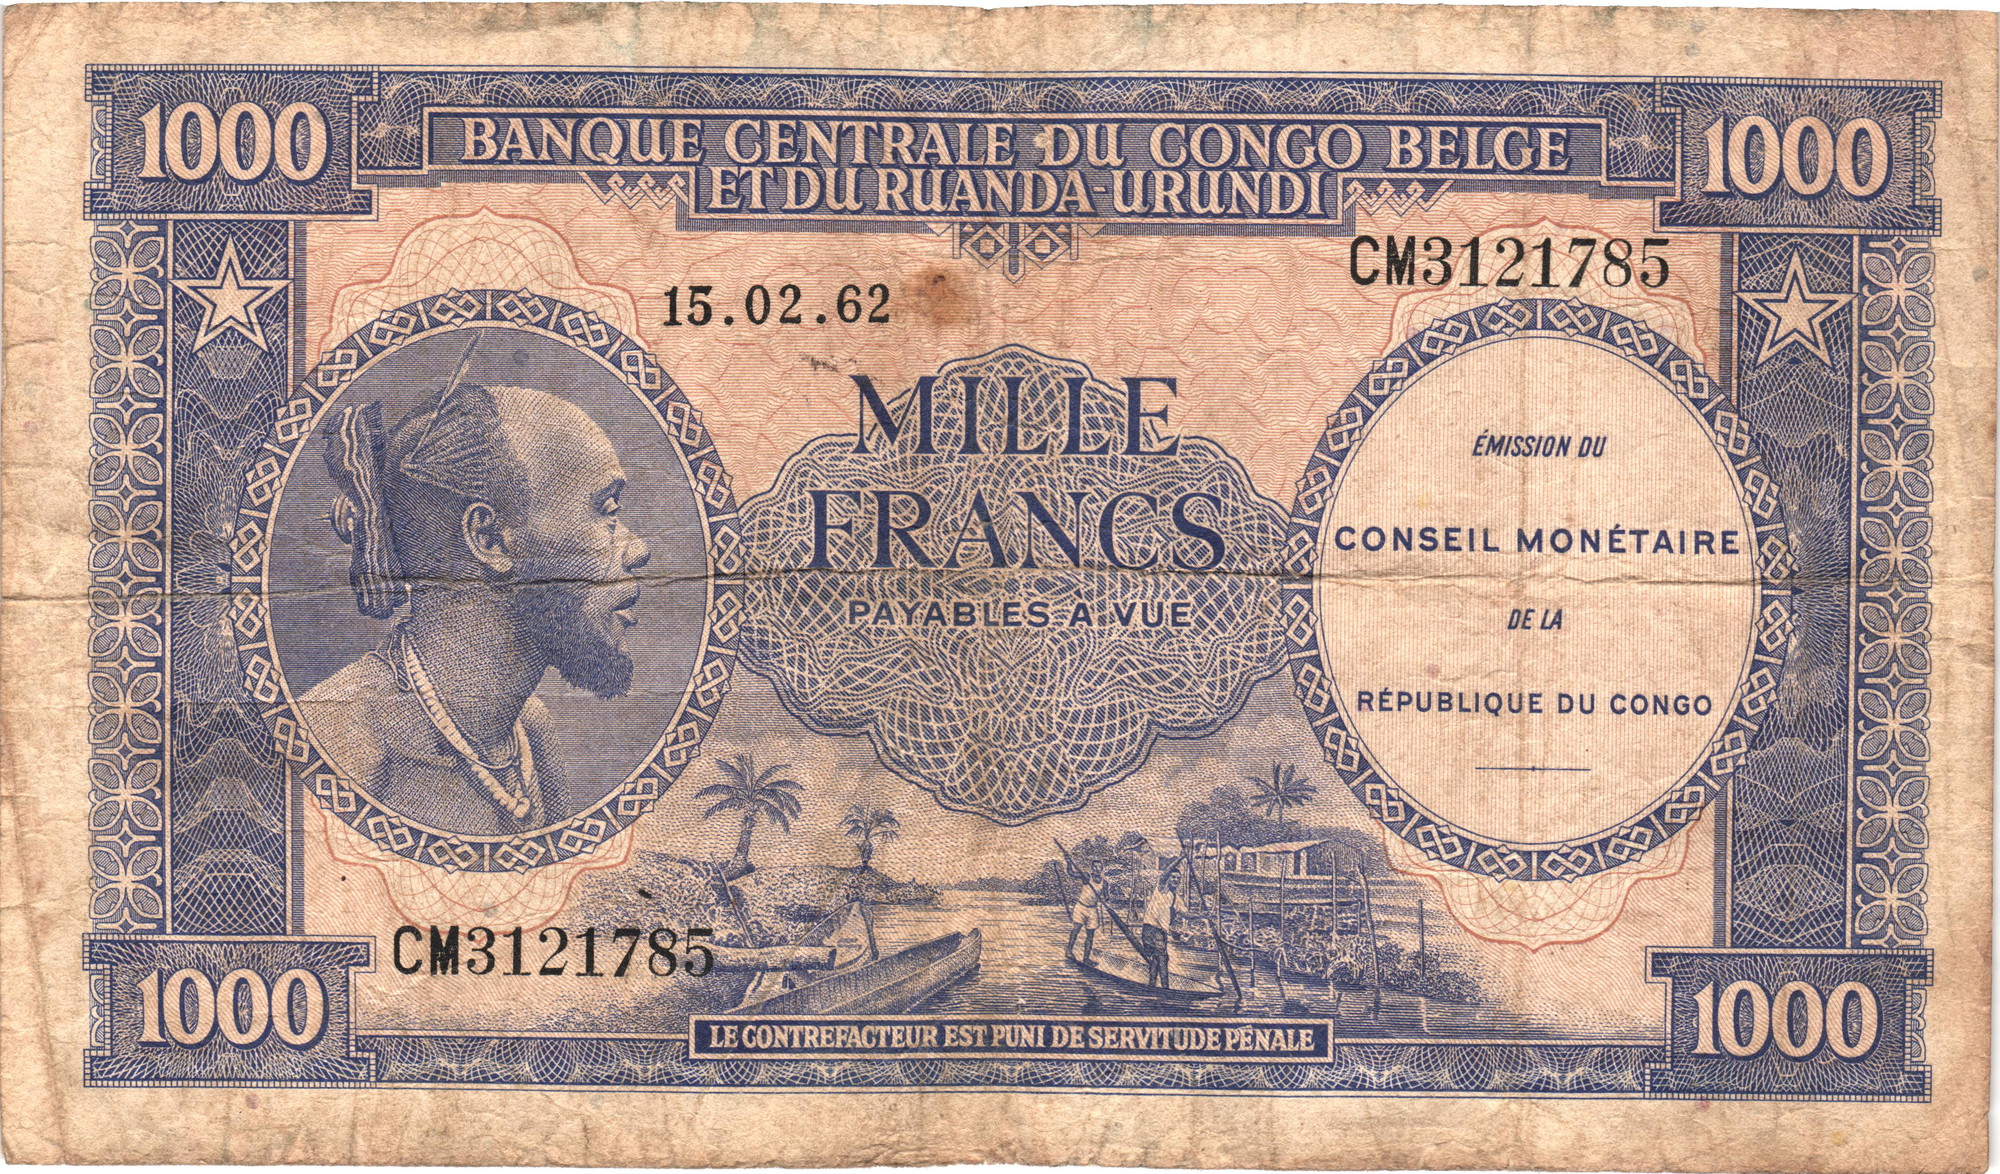 1000
BANQUE CENTRALE DU CONGO BELGE
ET DU RUANDA-URUNDI
1000
CM3121785
15.02.62
MILLE
FRANCS
PAYABLES A VUE
ÉMISSION DU
CONSEIL MONÉTAIRE
DE LA
RÉPUBLIQUE DU CONGO
CM3121785
1000
LE CONTREFACTEUR EST PUNI DE SERVITUDE PÉNALE
1000